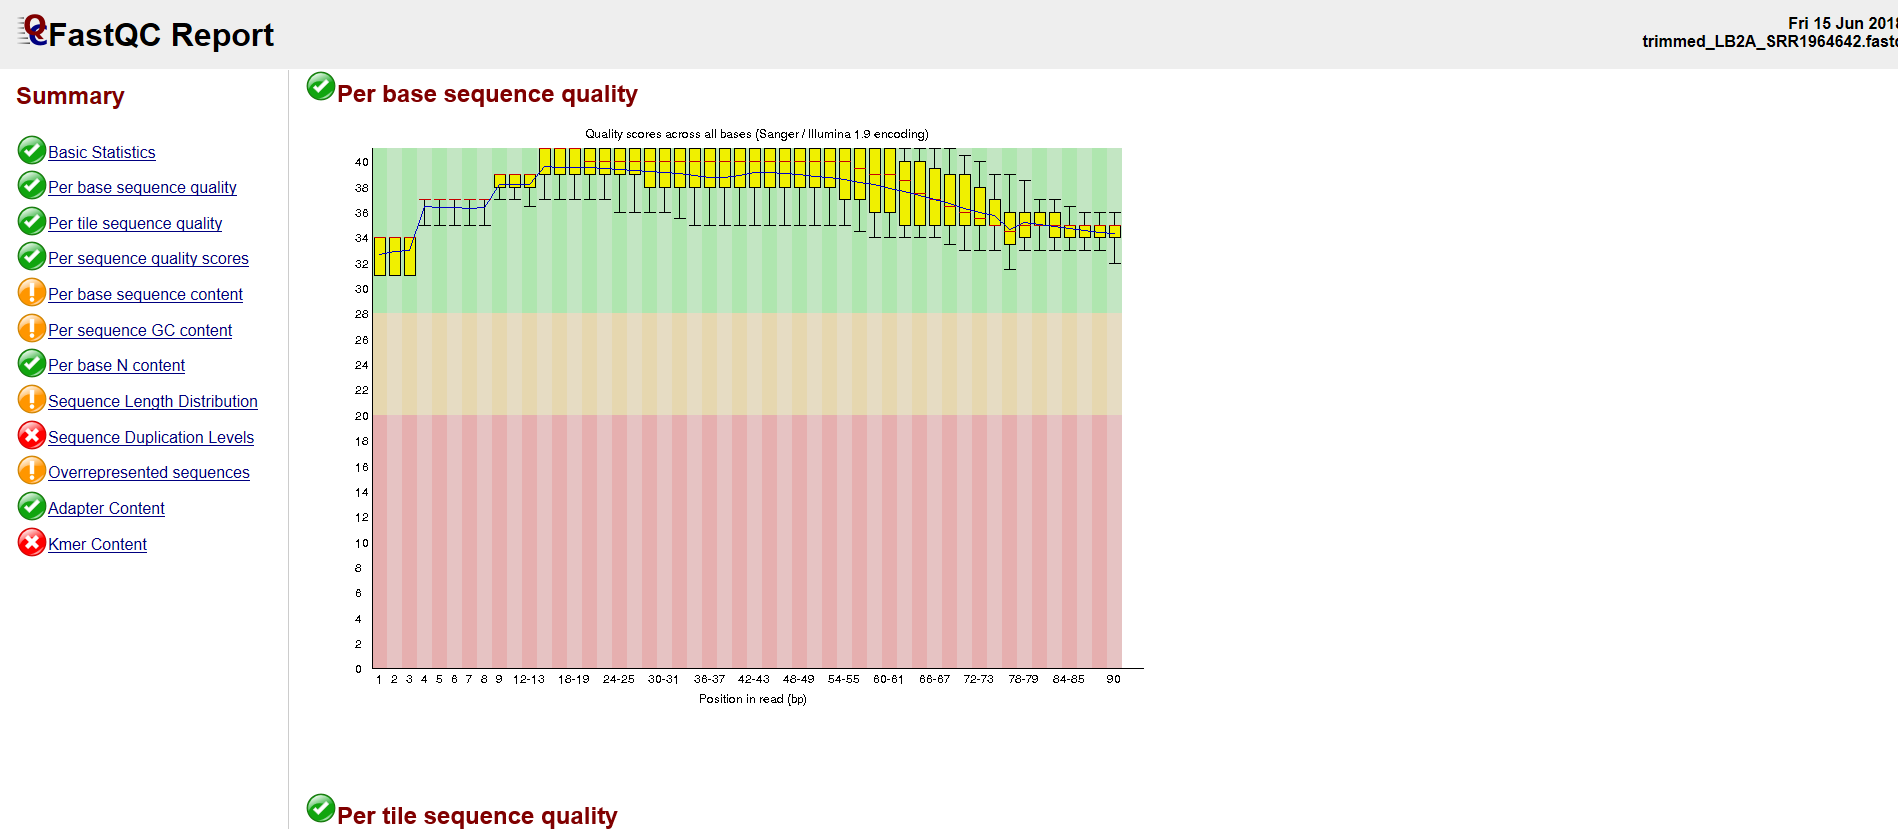 FastQC Report
Fri 15 Jun 2018
trimmed_LB2A_SRR1964642.fastq
Summary
Basic Statistics
Per base sequence quality
Per tile sequence quality
Per sequence quality scores
Per base sequence content
Per sequence GC content
Per base N content
Sequence Length Distribution
Sequence Duplication Levels
Overrepresented sequences
Adapter Content
Kmer Content
Per base sequence quality
Quality scores across all bases (Sanger / Illumina 1.9 encoding)
40
38
36
34
32
30
28
26
24
22
20
18
16
14
12
10
8
6
4
2
0
1 2 3 4 5 6 7 8 9 12-13 18-19 24-25 30-31 36-37 42-43 48-49 54-55 60-61 66-67 72-73 78-79 84-85 90
Position in read (bp)
Per tile sequence quality